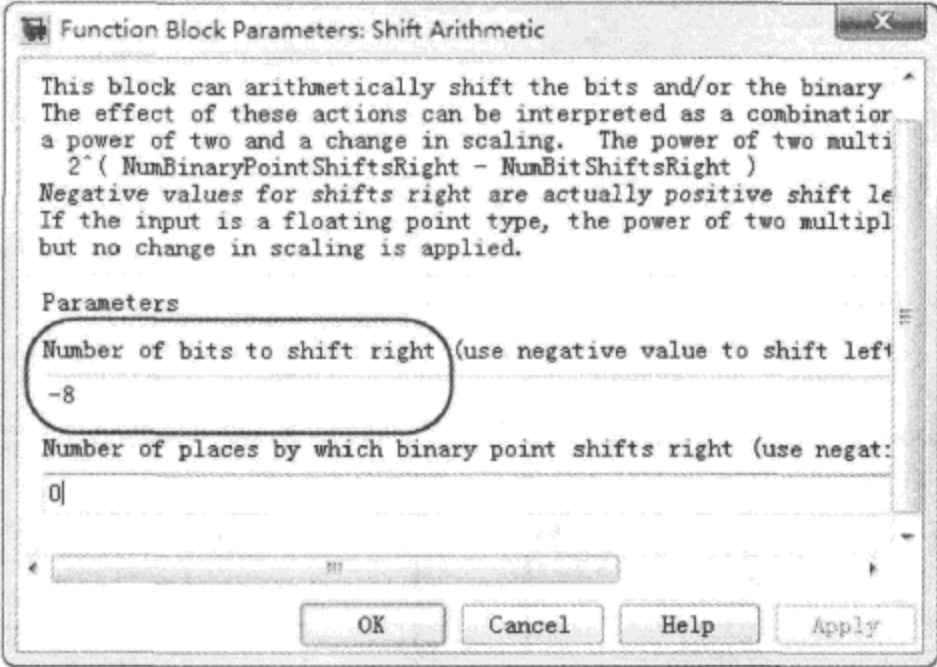 Function Block Parameters: Shift Arithmetic
This block can arithmetically shift the bits and/or the binary
The effect of these actions can be interpreted as a combination
a power of two and a change in scaling. The power of two multi
2^( NumBinaryPointShiftsRight - NumBitShiftsRight )
Negative values for shifts right are actually positive shift le
If the input is a floating point type, the power of two multipl
but no change in scaling is applied.
Parameters
Number of bits to shift right (use negative value to shift left
-8
Number of places by which binary point shifts right (use negati
0
OK Cancel Help Apply